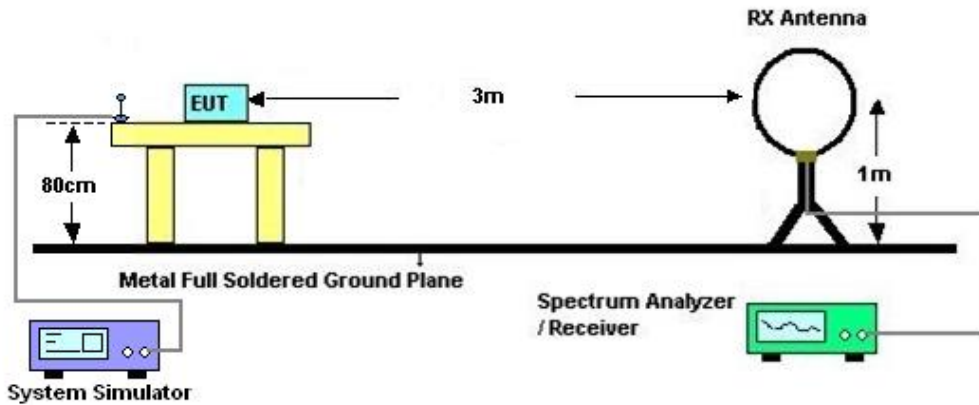 RX Antenna
EUT
3m
80cm
1m
Metal Full Soldered Ground Plane
Spectrum Analyzer
/ Receiver
System Simulator